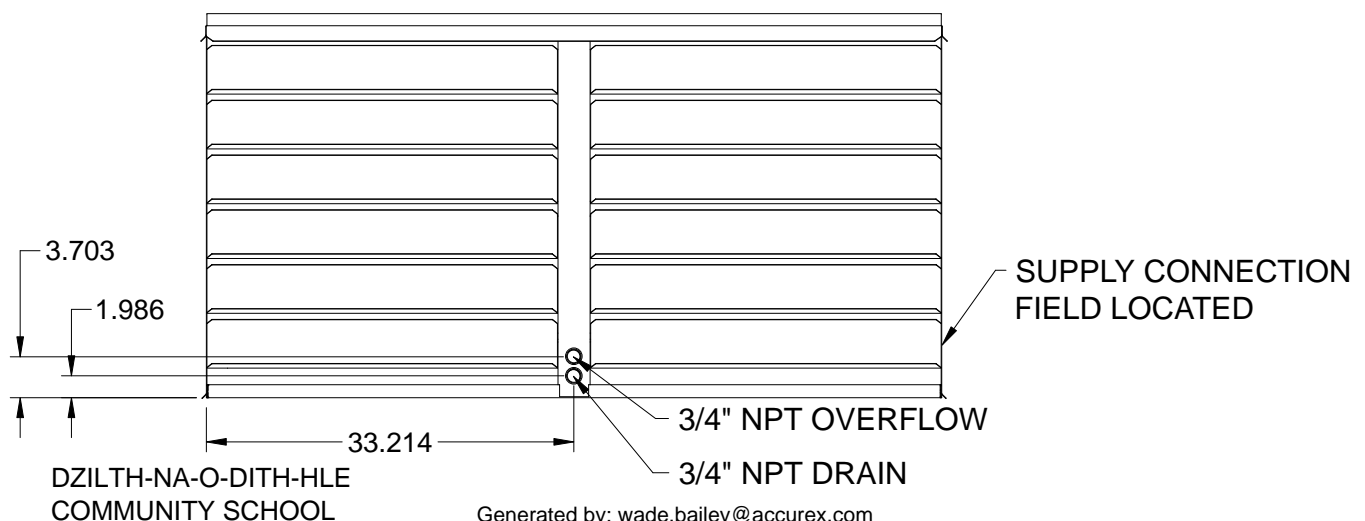 3.703
1.986
SUPPLY CONNECTION
FIELD LOCATED
3/4" NPT OVERFLOW
33.214
3/4" NPT DRAIN
DZILTH-NA-O-DITH-HLE
COMMUNITY SCHOOL
Generated by: wade.bailey@accurex.com